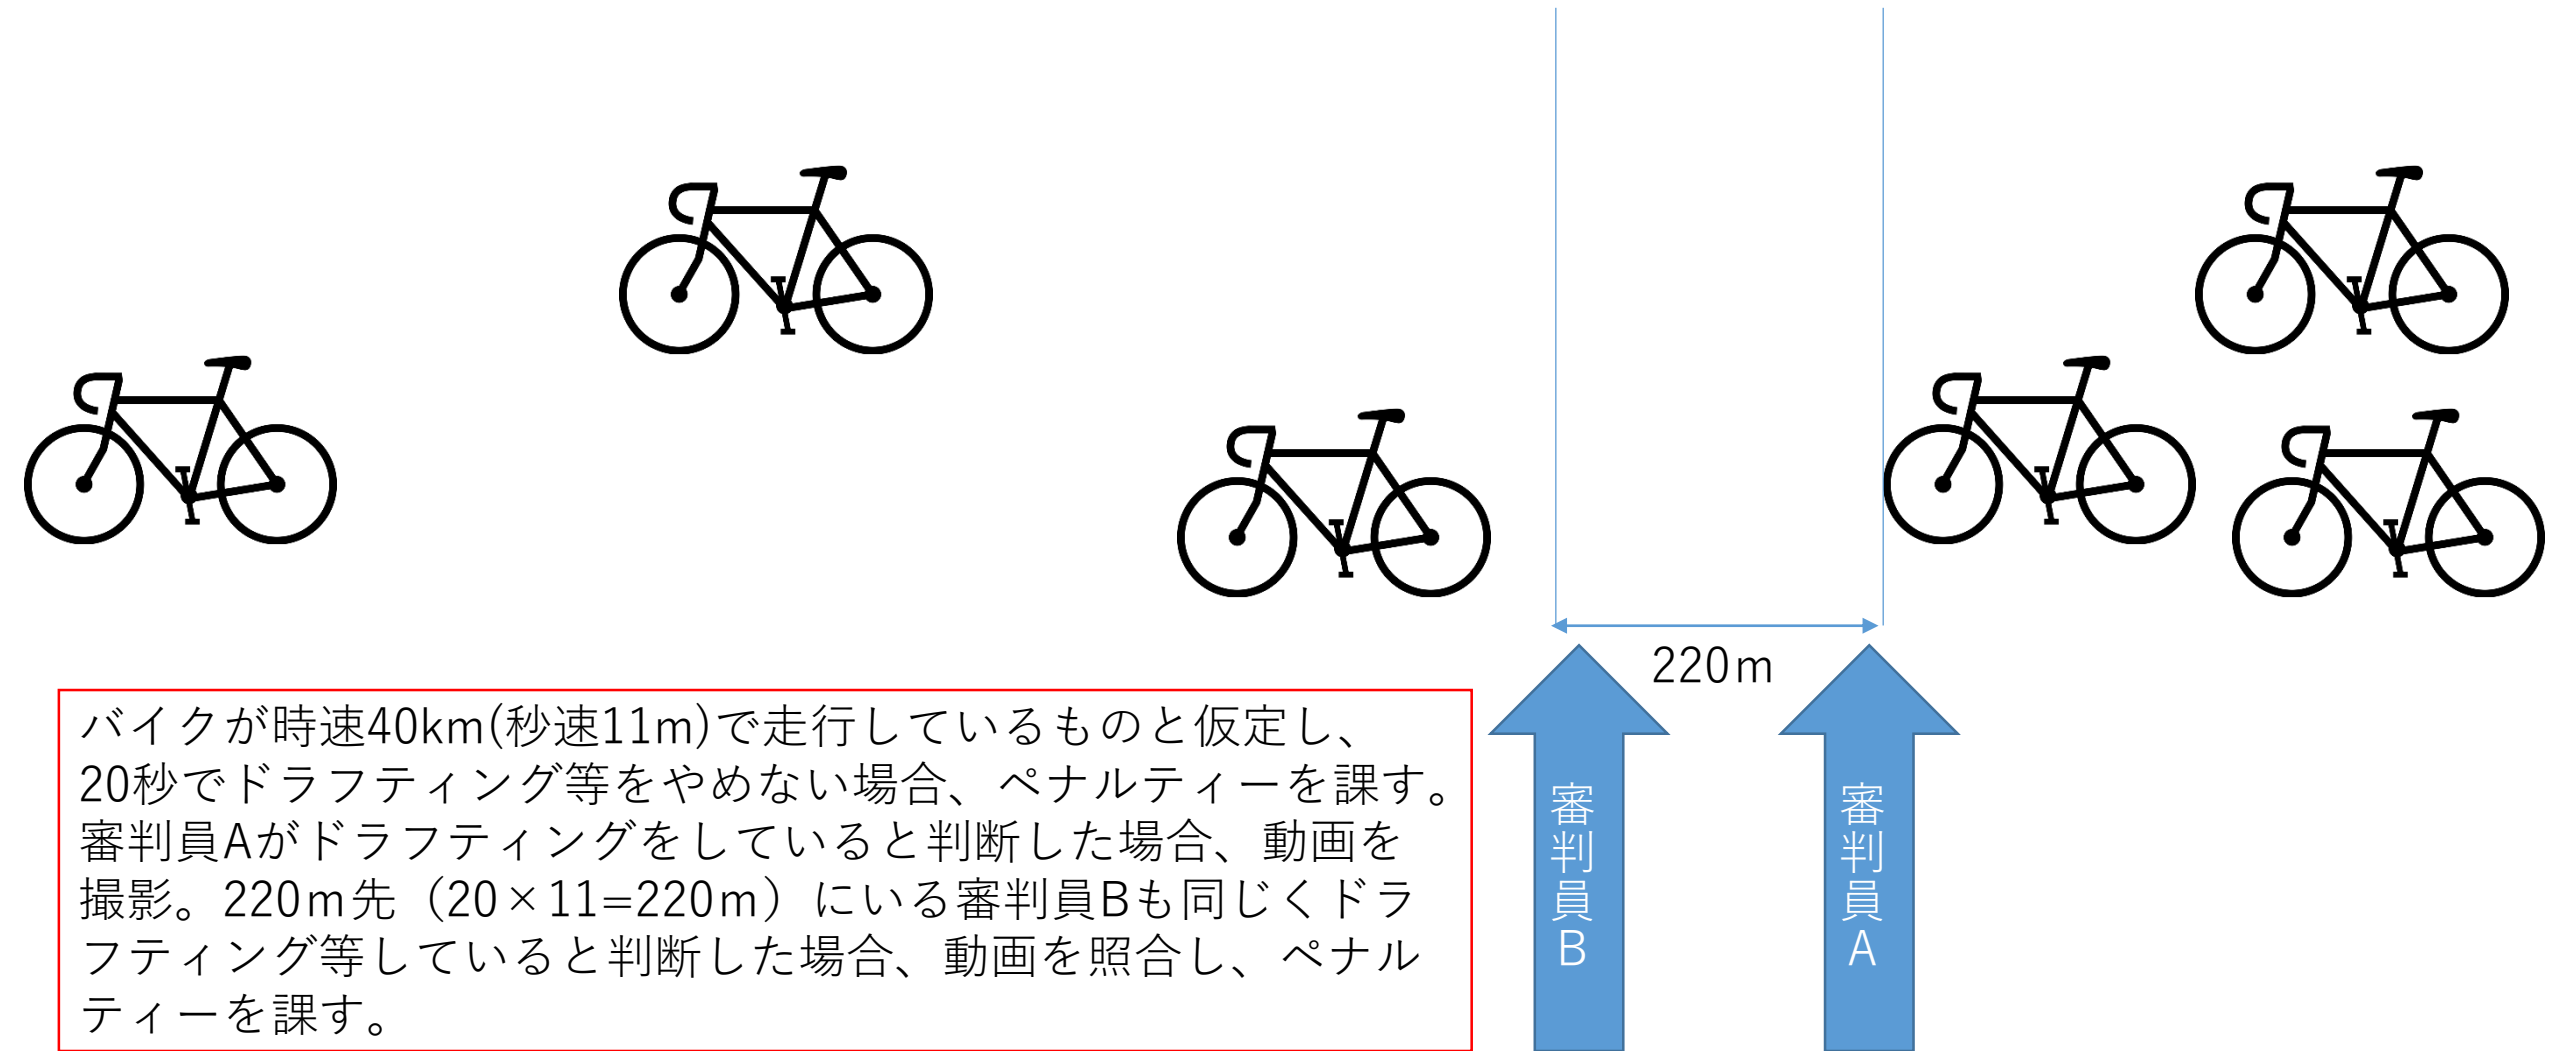 220m
バイクが時速40km(秒速11m)で走行しているものと仮定し、
20秒でドラフティング等をやめない場合、ペナルティーを課す。
審判員Aがドラフティングをしていると判断した場合、動画を
撮影。220m先（20×11=220m）にいる審判員Bも同じくドラ
フティング等していると判断した場合、動画を照合し、ペナル
ティーを課す。
審判員B
審判員A